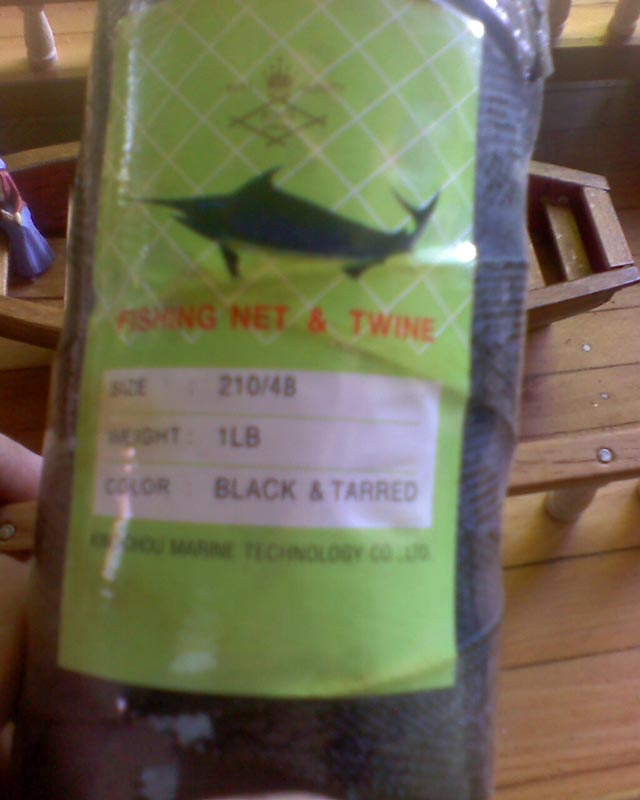 FISHING NET & TWINE
SIZE : 210/48
WEIGHT : 1LB
COLOR : BLACK & TARRED
MARINE TECHNOLOGY CO.,LTD.